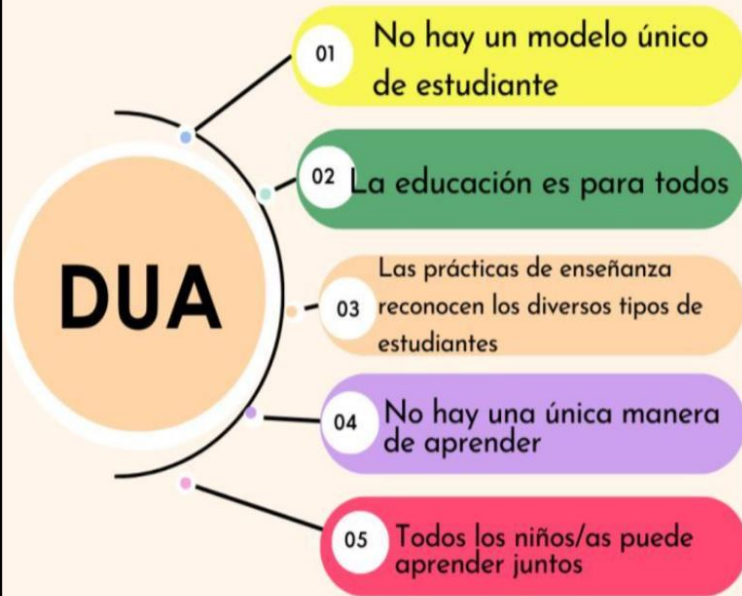 DUA
01
No hay un modelo único
de estudiante
02
La educación es para todos
03
Las prácticas de enseñanza
reconocen los diversos tipos de
estudiantes
04
No hay una única manera
de aprender
05
Todos los niños/as puede
aprender juntos